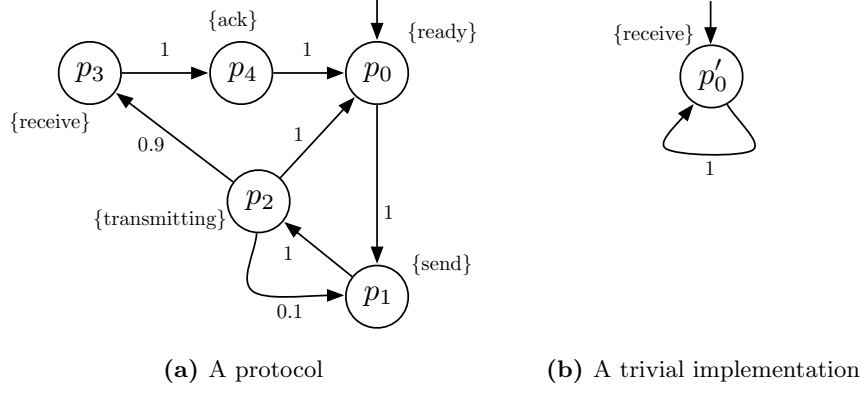 {ack}
{ready}
1
1
p3
p4
p0
{receive}
0.9
1
p2
{transmitting}
1
1
{send}
0.1
p1
(a) A protocol
{receive}
p′0
1
(b) A trivial implementation